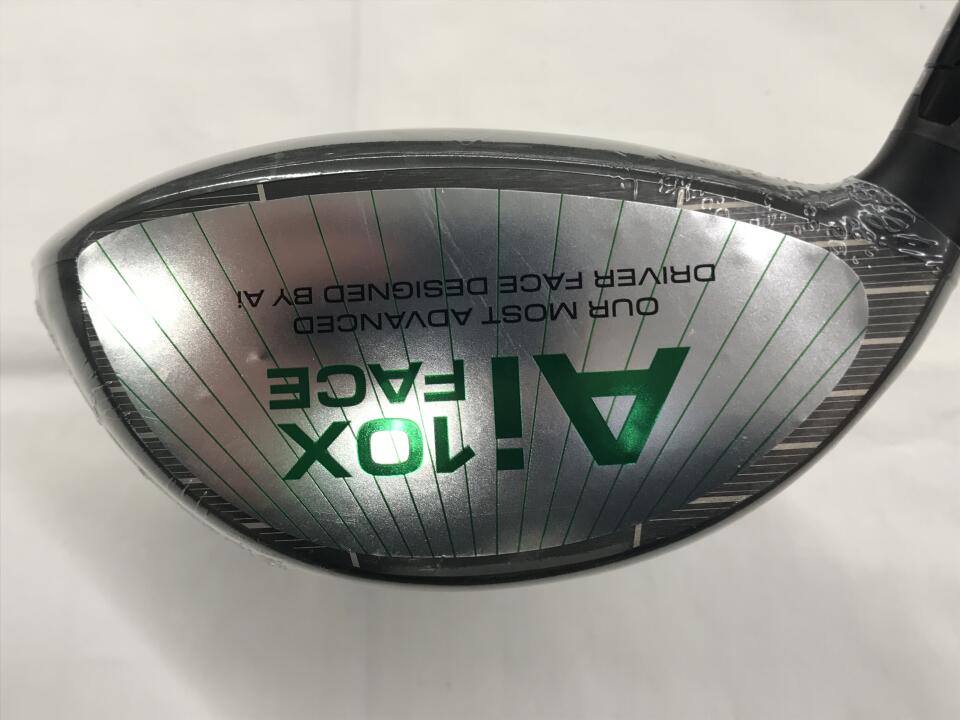 Ai 10X
FACE
OUR MOST ADVANCED
DRIVER FACE DESIGNED BY Ai